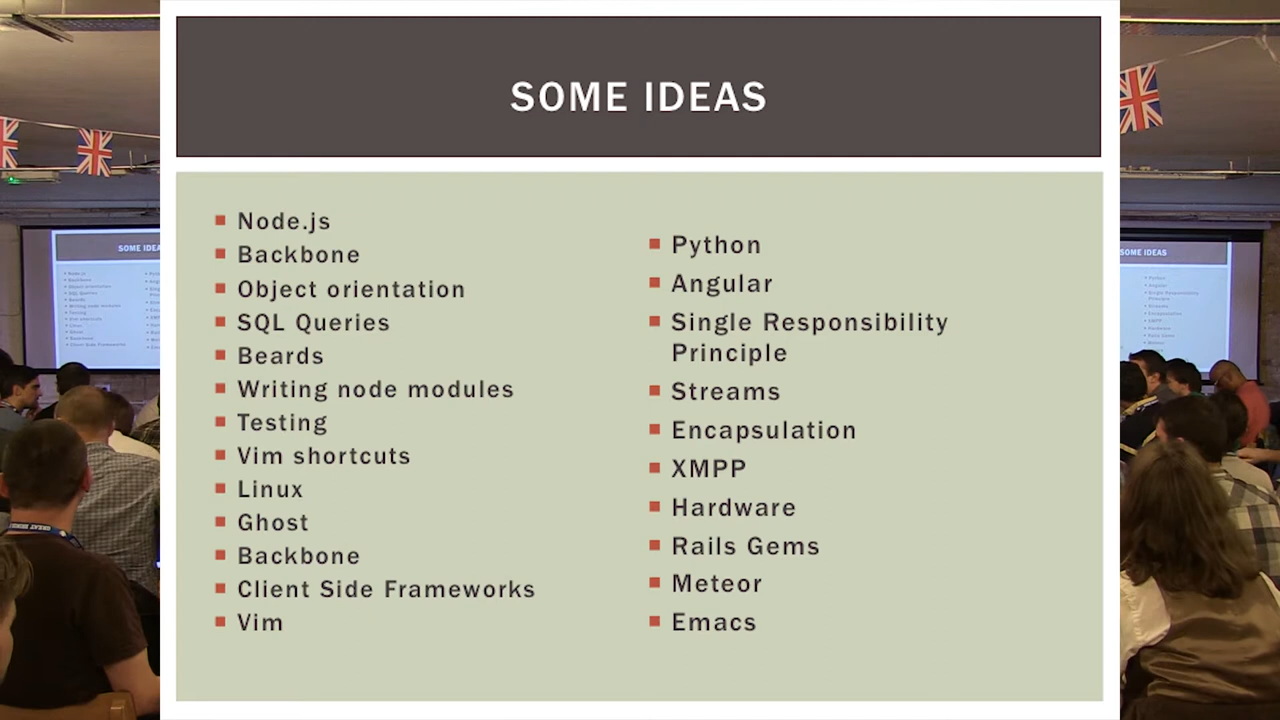 SOME IDEAS
Node.js
Backbone
Object orientation
SQL Queries
Beards
Writing node modules
Testing
Vim shortcuts
Linux
Ghost
Backbone
Client Side Frameworks
Vim
Python
Angular
Single Responsibility
Principle
Streams
Encapsulation
XMPP
Hardware
Rails Gems
Meteor
Emacs